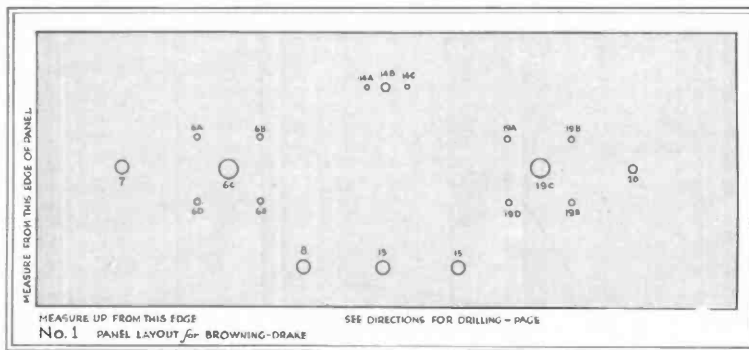 MEASURE FROM THIS EDGE OF PANEL
14A 14B 14C
6A 6B 19A 19B
7 6C 19C 20
6D 6E 19D 19B
8 15 15
MEASURE UP FROM THIS EDGE SEE DIRECTIONS FOR DRILLING - PAGE
No. 1 PANEL LAYOUT for BROWNING-DRAKE